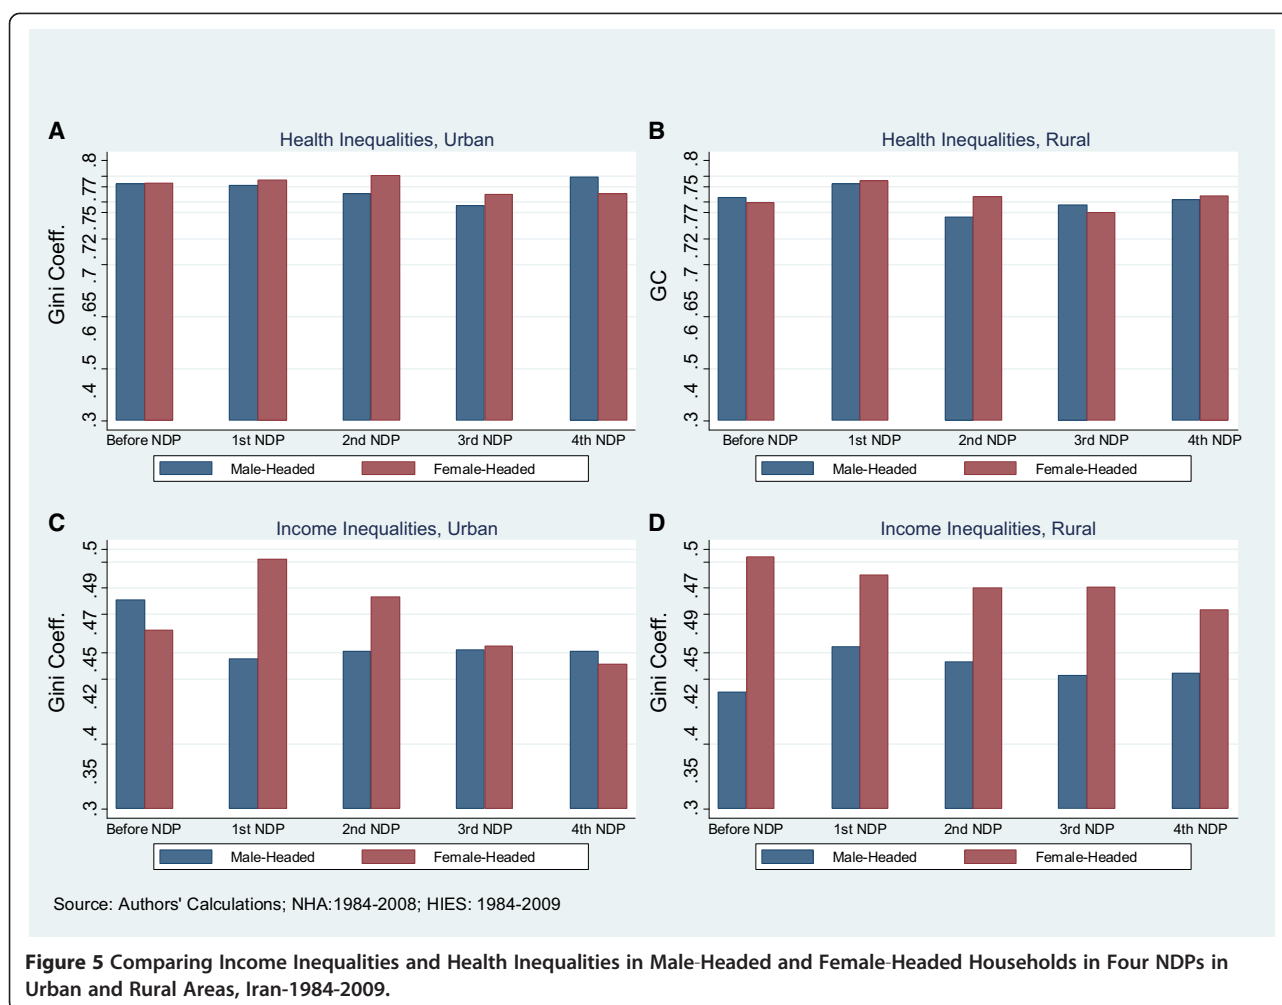 A
Health Inequalities, Urban
Gini Coeff.
.8
.77
.75
.72
.7
.65
.6
.5
.4
.3
Before NDP 1st NDP 2nd NDP 3rd NDP 4th NDP
Male-Headed Female-Headed
B
Health Inequalities, Rural
GC
.8
.75
.77
.72
.7
.65
.6
.5
.4
.3
Before NDP 1st NDP 2nd NDP 3rd NDP 4th NDP
Male-Headed Female-Headed
C
Income Inequalities, Urban
Gini Coeff.
.5
.49
.47
.45
.42
.4
.35
.3
Before NDP 1st NDP 2nd NDP 3rd NDP 4th NDP
Male-Headed Female-Headed
D
Income Inequalities, Rural
Gini Coeff.
.5
.47
.49
.45
.42
.4
.35
.3
Before NDP 1st NDP 2nd NDP 3rd NDP 4th NDP
Male-Headed Female-Headed
Source: Authors' Calculations; NHA:1984-2008; HIES: 1984-2009
Figure 5 Comparing Income Inequalities and Health Inequalities in Male-Headed and Female-Headed Households in Four NDPs in
Urban and Rural Areas, Iran-1984-2009.